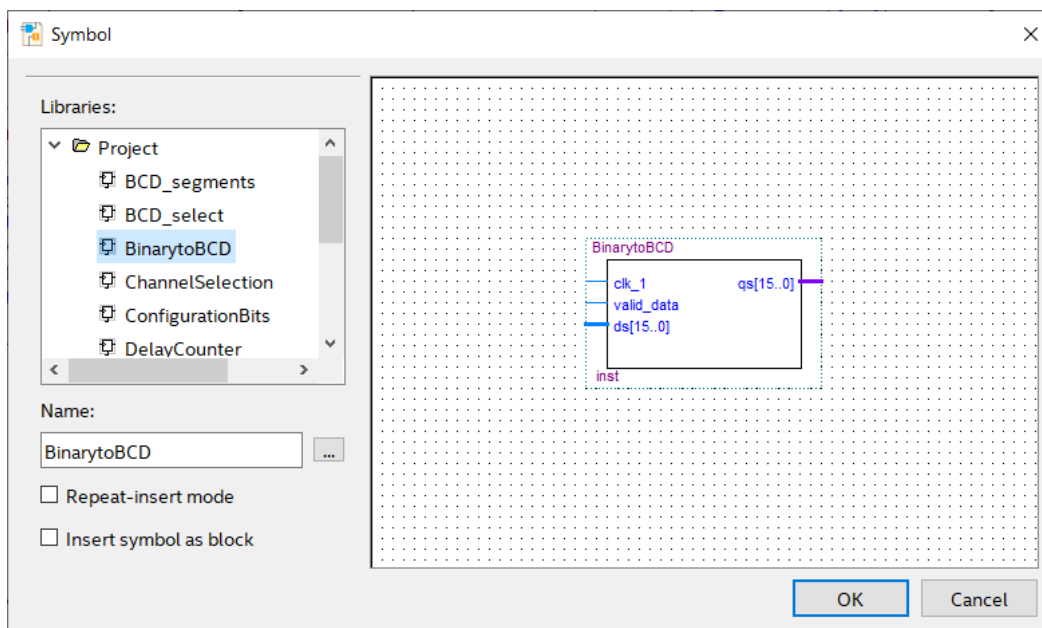 Symbol
Libraries:
Project
BCD_segments
BCD_select
BinarytoBCD
ChannelSelection
ConfigurationBits
DelayCounter
Name:
BinarytoBCD
...
Repeat-insert mode
Insert symbol as block
BinarytoBCD
clk_1 qs[15..0]
valid_data
ds[15..0]
inst
OK Cancel